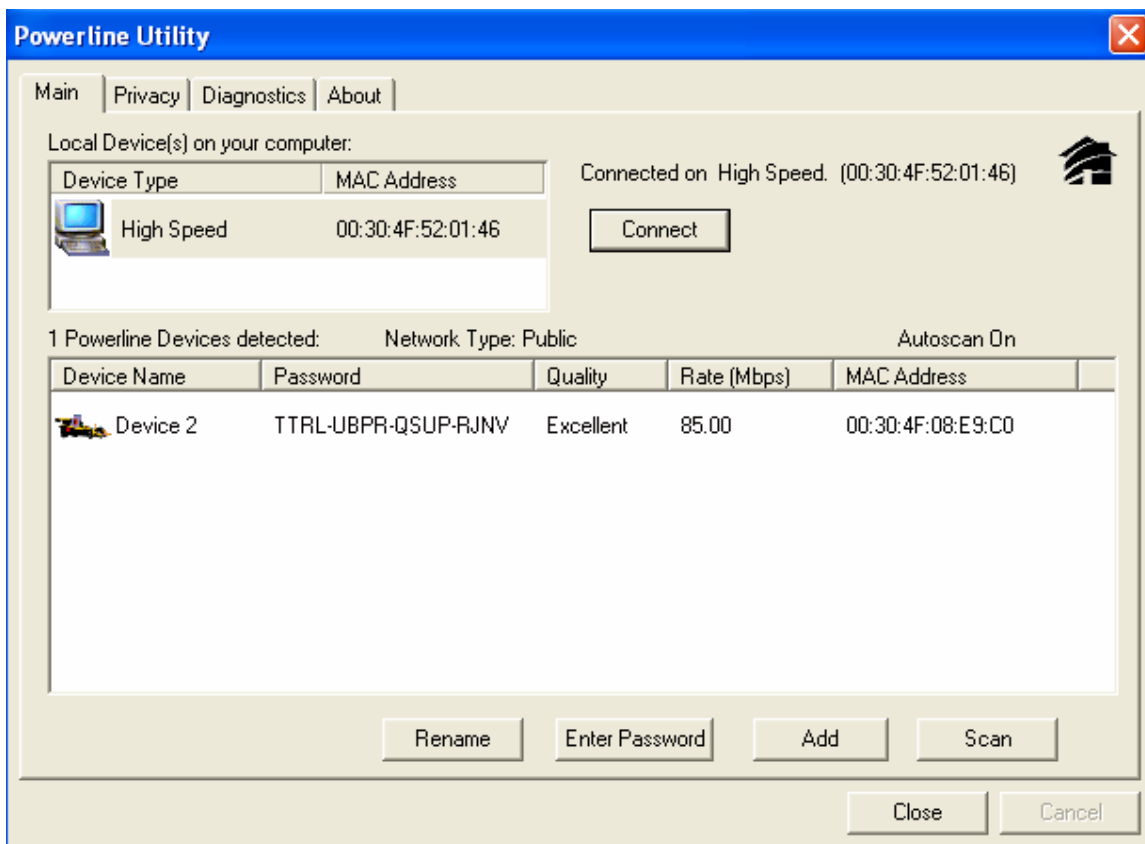 Powerline Utility
Main Privacy Diagnostics About
Local Device(s) on your computer:
Device Type MAC Address
High Speed 00:30:4F:52:01:46
Connected on High Speed. (00:30:4F:52:01:46)
Connect
1 Powerline Devices detected: Network Type: Public Autoscan On
Device Name Password Quality Rate (Mbps) MAC Address
Device 2 TTRL-UBPR-QSUP-RJNV Excellent 85.00 00:30:4F:08:E9:C0
Rename Enter Password Add Scan
Close Cancel